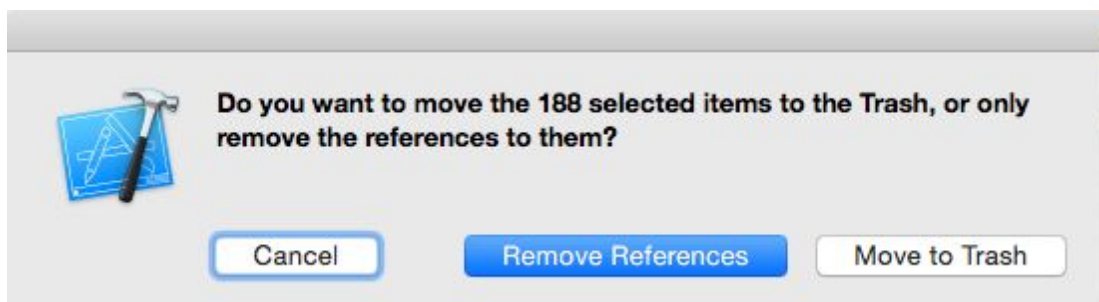 Do you want to move the 188 selected items to the Trash, or only
remove the references to them?
Cancel
Remove References
Move to Trash